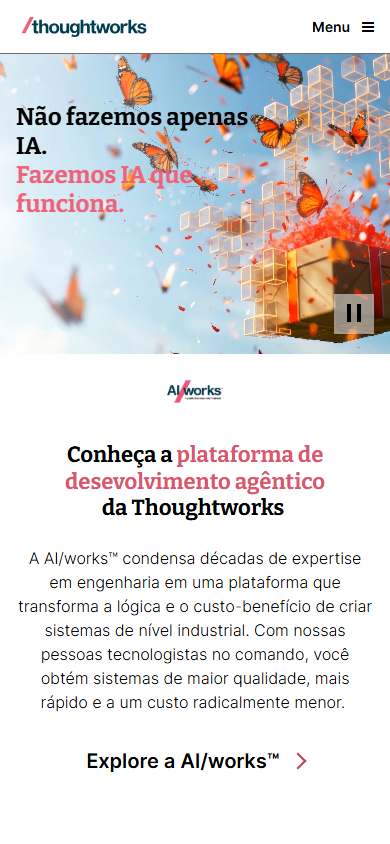 /thoughtworks
Menu
Não fazemos apenas
IA.
Fazemos IA que
funciona.
AI/works™
Conheça a plataforma de
desevolvimento agêntico
da Thoughtworks
A AI/works™ condensa décadas de expertise
em engenharia em uma plataforma que
transforma a lógica e o custo-benefício de criar
sistemas de nível industrial. Com nossas
pessoas tecnologistas no comando, você
obtém sistemas de maior qualidade, mais
rápido e a um custo radicalmente menor.
Explore a AI/works™